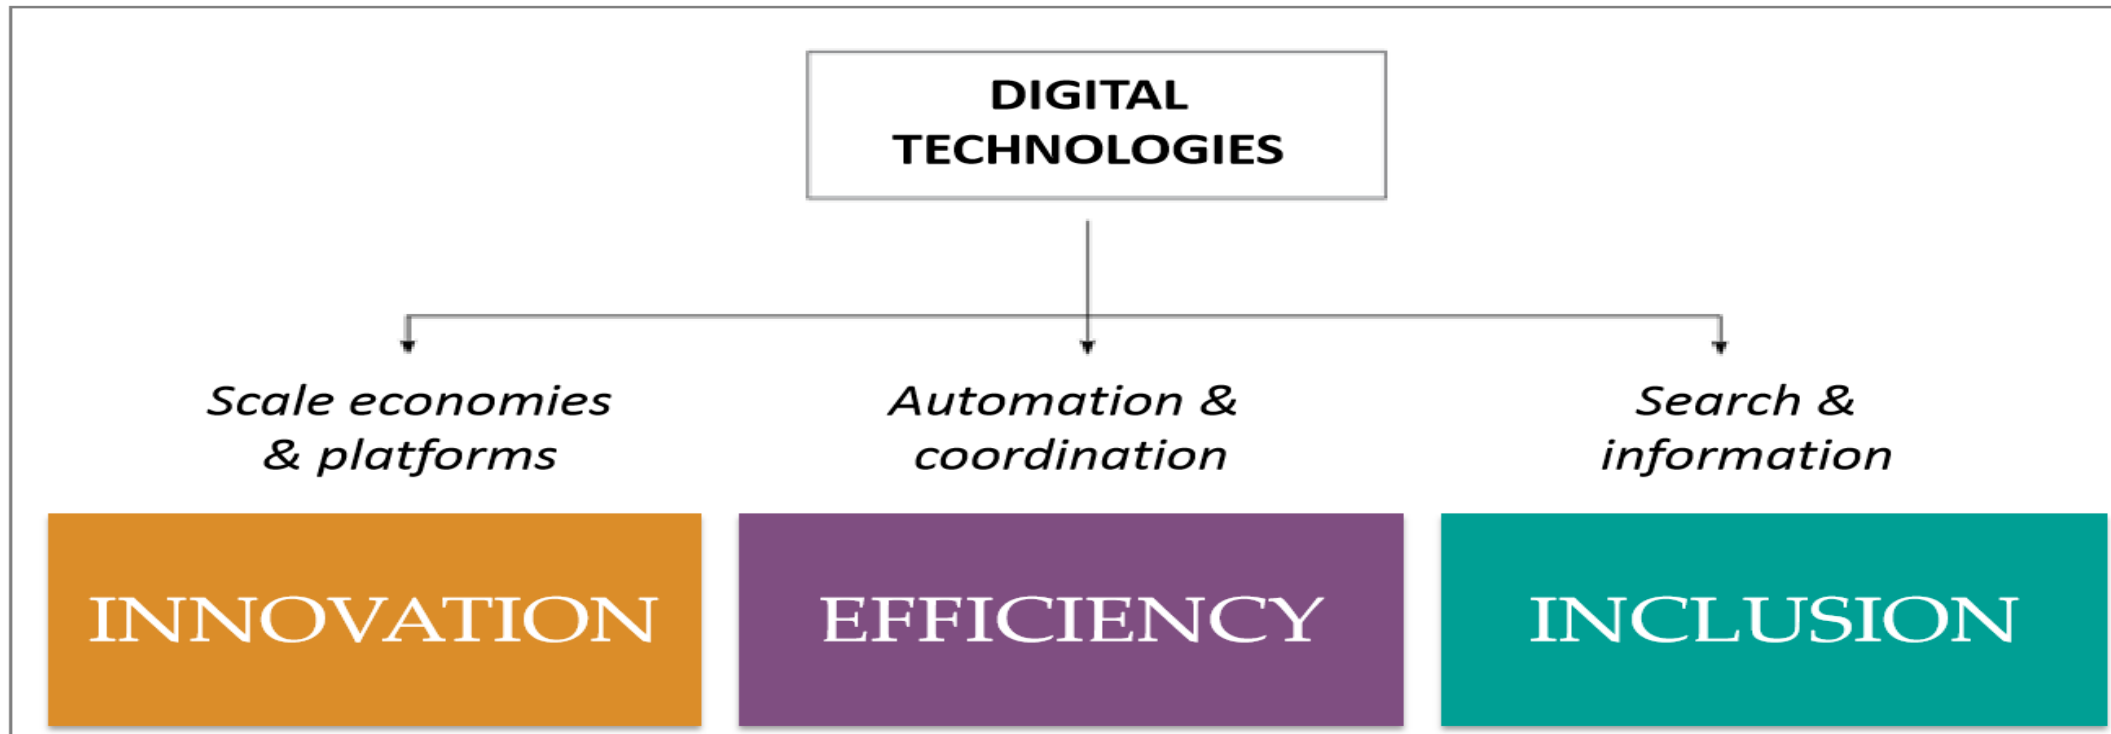 DIGITAL
TECHNOLOGIES
Scale economies
& platforms
Automation &
coordination
Search &
information
INNOVATION
EFFICIENCY
INCLUSION